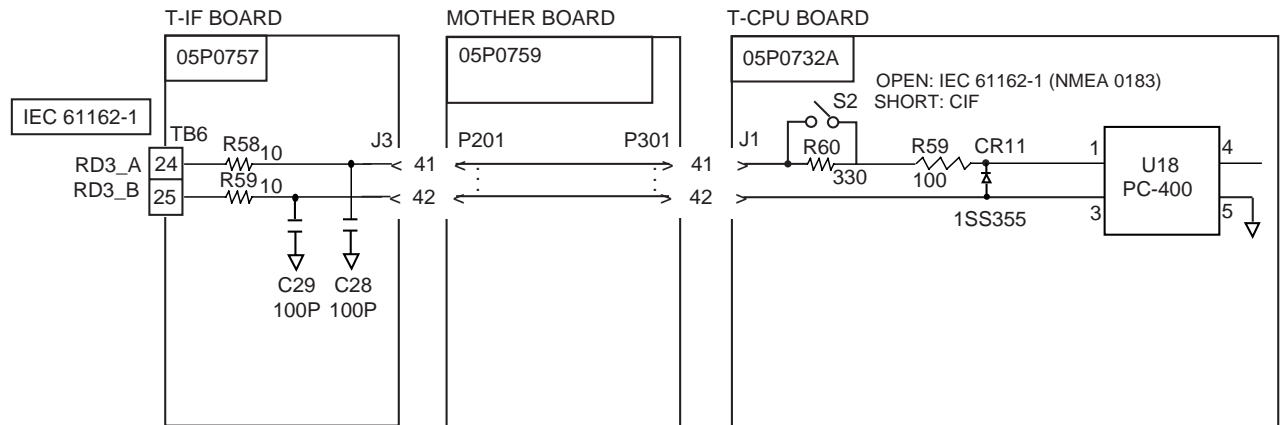 T-IF BOARD
MOTHER BOARD
T-CPU BOARD
05P0757
05P0759
05P0732A
OPEN: IEC 61162-1 (NMEA 0183)
SHORT: CIF
S2
IEC 61162-1
TB6
R58 10
J3
P201
P301
J1
R60
330
R59
100
CR11
RD3_A 24
41
41
1
U18
PC-400
4
RD3_B 25
R59 10
42
42
3
5
1SS355
C29
100P
C28
100P